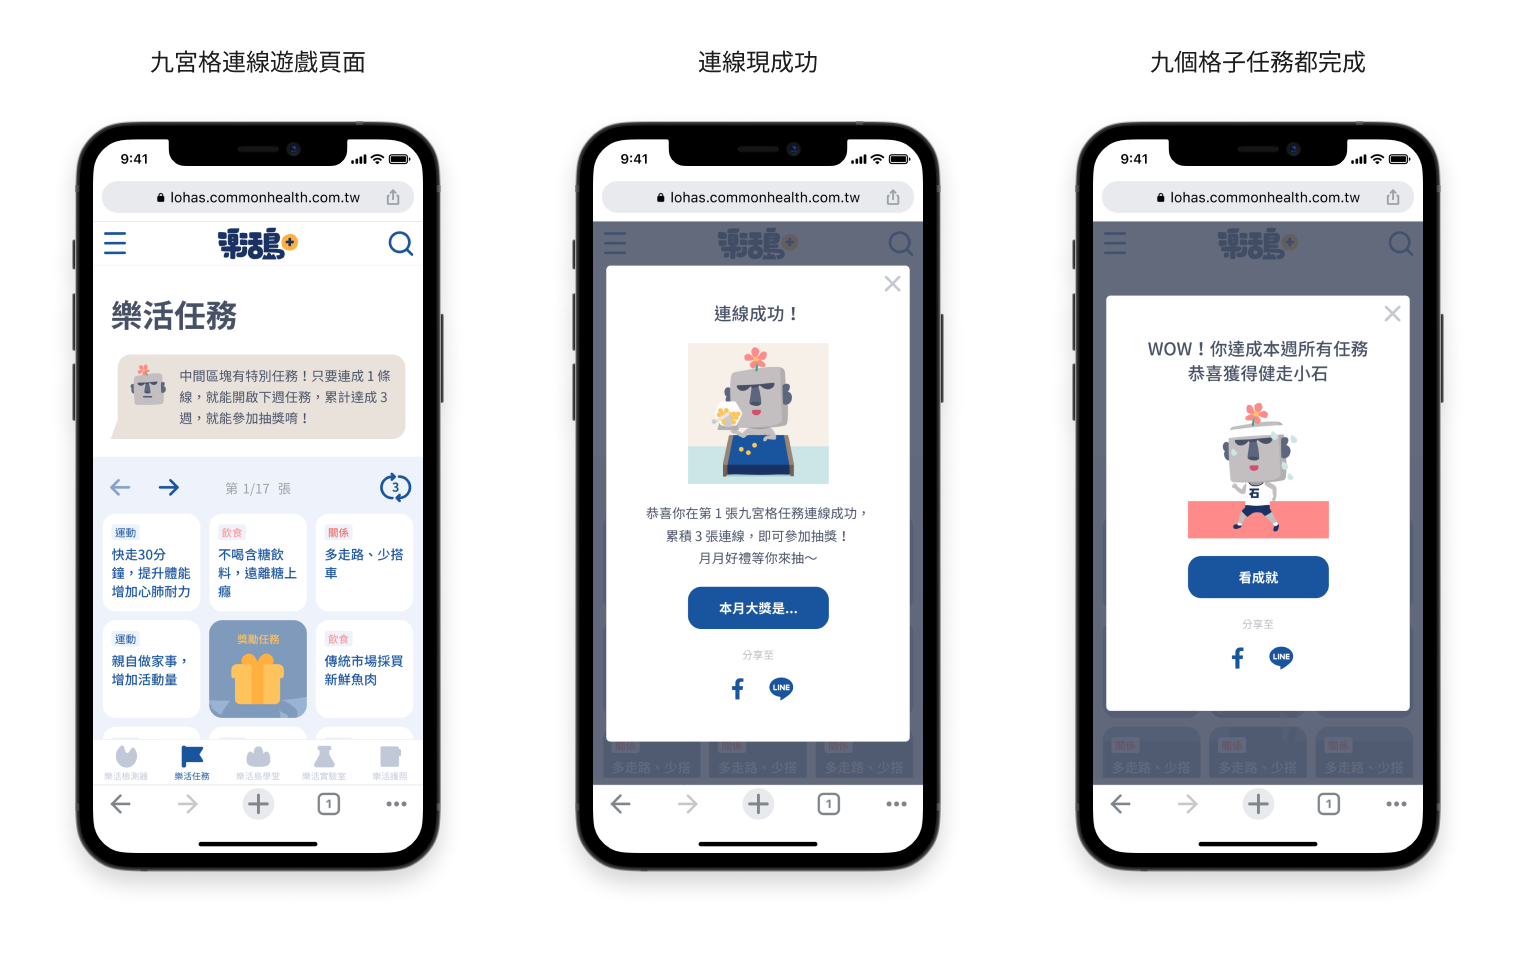 九宮格連線遊戲頁面
9:41
lohas.commonhealth.com.tw
樂活島
樂活任務
中間區塊有特別任務！只要連成 1 條
線，就能開啟下週任務，累計達成 3
週，就能參加抽獎唷！
第 1/17 張
3
運動
快走30分
鐘，提升體能
增加心肺耐力
飲食
不喝含糖飲
料，遠離糖上
癮
關係
多走路、少搭
車
運動
親自做家事，
增加活動量
獎勵任務
飲食
傳統市場採買
新鮮魚肉
樂活檢測器
樂活任務
樂活島學堂
樂活實驗室
樂活護照
1
連線現成功
9:41
lohas.commonhealth.com.tw
樂活島
連線成功！
恭喜你在第 1 張九宮格任務連線成功，
累積 3 張連線，即可參加抽獎！
月月好禮等你來抽～
本月大獎是...
分享至
LINE
關係
多走路、少搭
關係
多走路、少搭
關係
多走路、少搭
1
九個格子任務都完成
9:41
lohas.commonhealth.com.tw
樂活島
WOW！你達成本週所有任務
恭喜獲得健走小石
石
看成就
分享至
LINE
關係
多走路、少搭
關係
多走路、少搭
關係
多走路、少搭
1